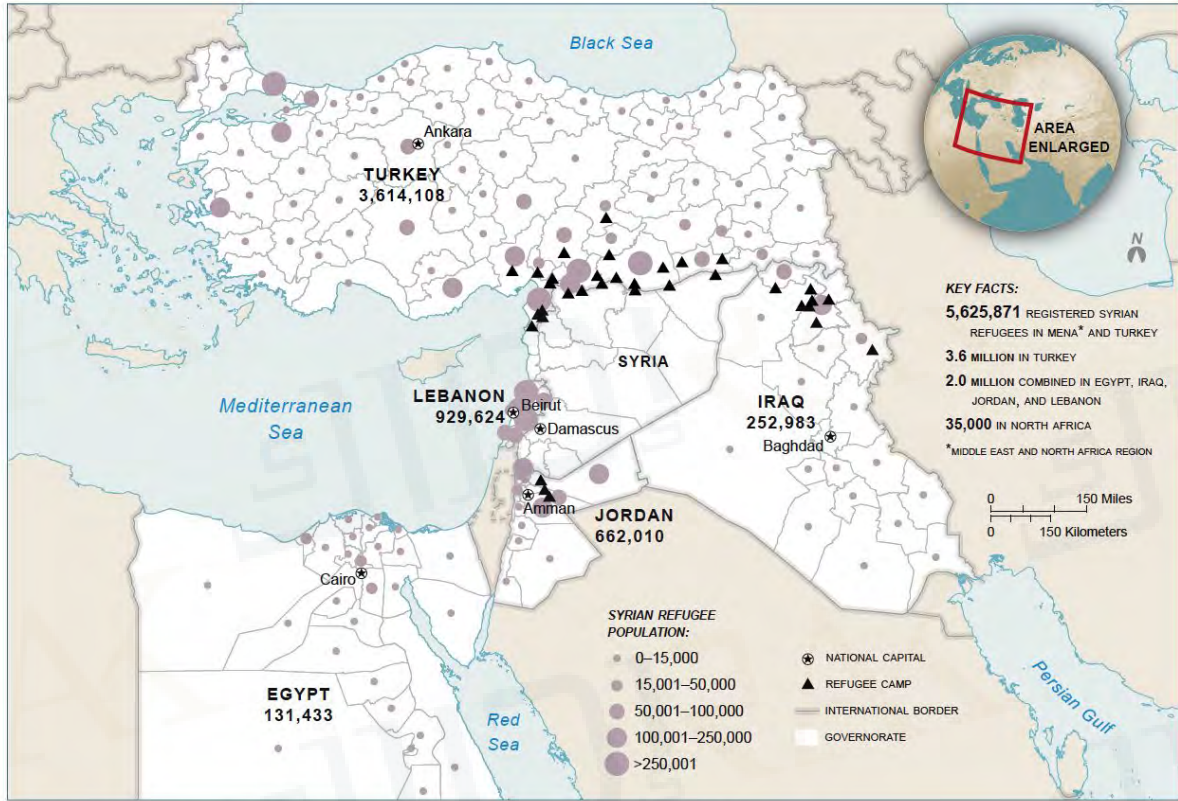 Black Sea
AREA
ENLARGED
Ankara
TURKEY
3,614,108
N
KEY FACTS:
5,625,871 REGISTERED SYRIAN
REFUGEES IN MENA* AND TURKEY
3.6 MILLION IN TURKEY
2.0 MILLION COMBINED IN EGYPT, IRAQ,
JORDAN, AND LEBANON
35,000 IN NORTH AFRICA
*MIDDLE EAST AND NORTH AFRICA REGION
SYRIA
LEBANON
929,624
Beirut
Damascus
Mediterranean
Sea
IRAQ
252,983
Baghdad
0 150 Miles
0 150 Kilometers
Amman
JORDAN
662,010
Cairo
EGYPT
131,433
Red
Sea
Persian Gulf
SYRIAN REFUGEE
POPULATION:
0–15,000
15,001–50,000
50,001–100,000
100,001–250,000
>250,001
NATIONAL CAPITAL
REFUGEE CAMP
INTERNATIONAL BORDER
GOVERNORATE